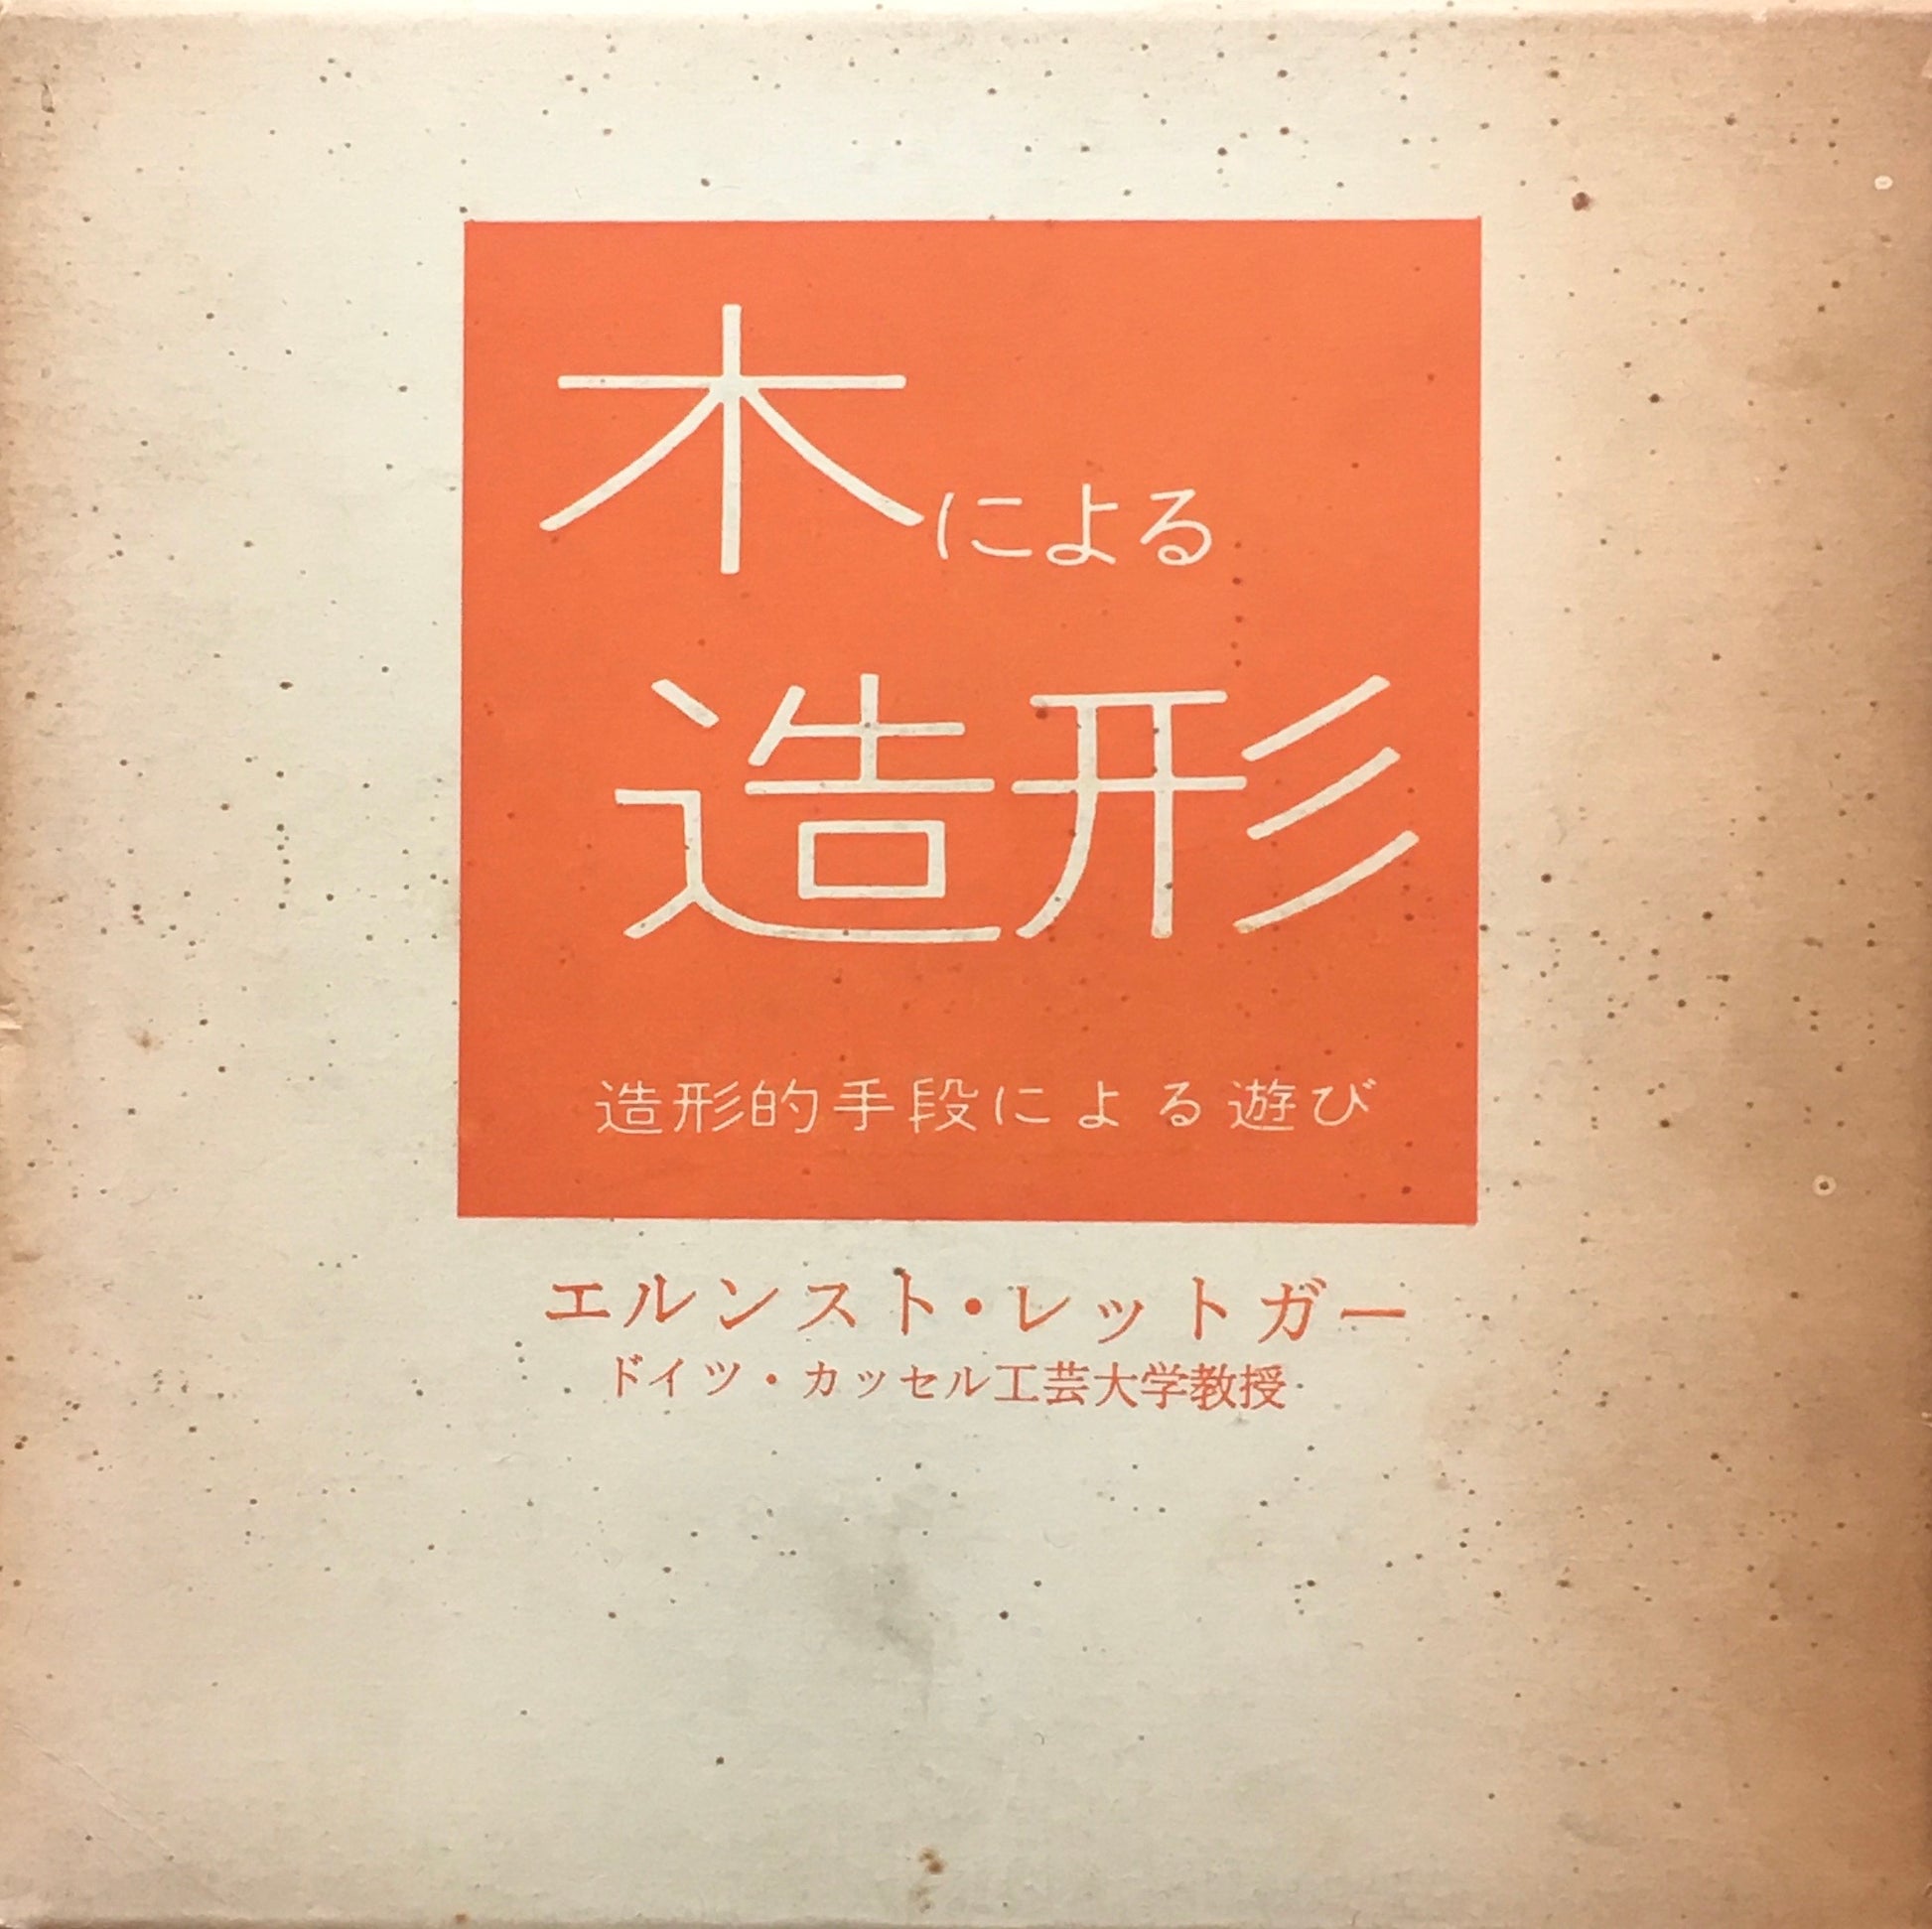 木による
造形
造形的手段による遊び
エルンスト・レットガー
ドイツ・カッセル工芸大学教授